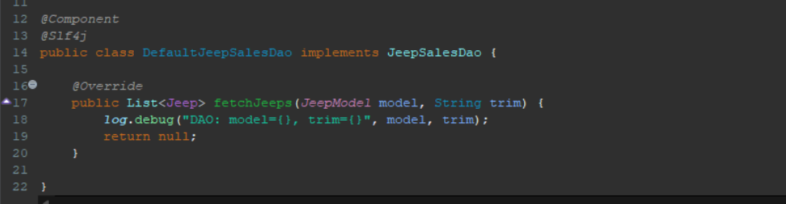 11
12 @Component
13 @Slf4j
14 public class DefaultJeepSalesDao implements JeepSalesDao {
15
16 @Override
17 public List<Jeep> fetchJeeps(JeepModel model, String trim) {
18 log.debug("DAO: model={}, trim={}", model, trim);
19 return null;
20 }
21
22 }